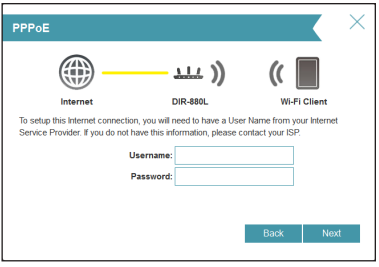 PPPoE
Internet DIR-880L Wi-Fi Client
To setup this Internet connection, you will need to have a User Name from your Internet
Service Provider. If you do not have this information, please contact your ISP.
Username:
Password:
Back Next